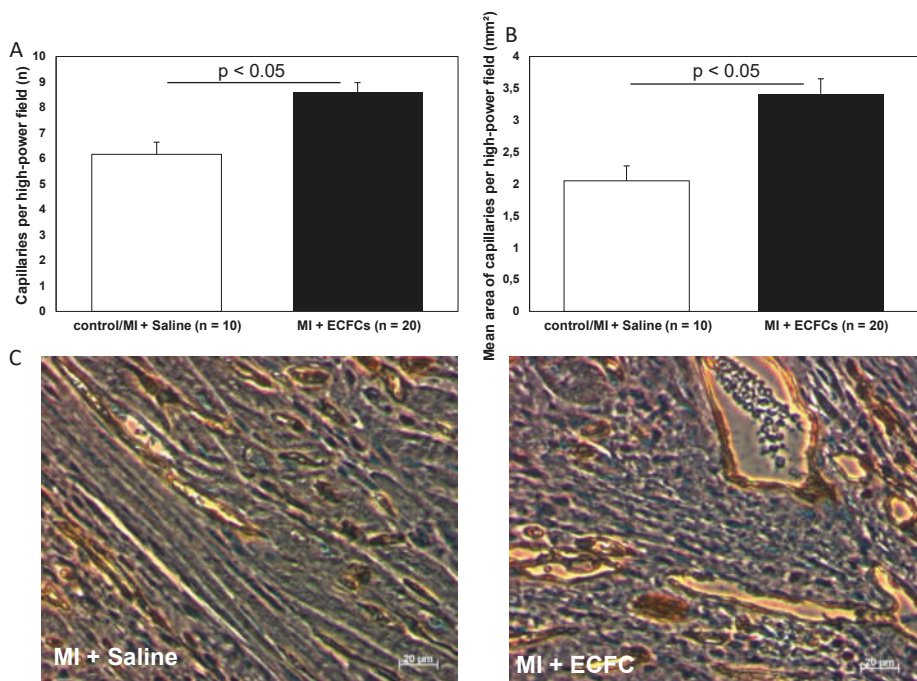 A
Capillaries per high-power field (n)
10
9
8
7
6
5
4
3
2
1
0
p < 0.05
control/MI + Saline (n = 10)
MI + ECFCs (n = 20)
B
Mean area of capillaries per high-power field (mm²)
4
3,5
3
2,5
2
1,5
1
0,5
0
p < 0.05
control/MI + Saline (n = 10)
MI + ECFCs (n = 20)
C
MI + Saline
20 µm
MI + ECFC
20 µm